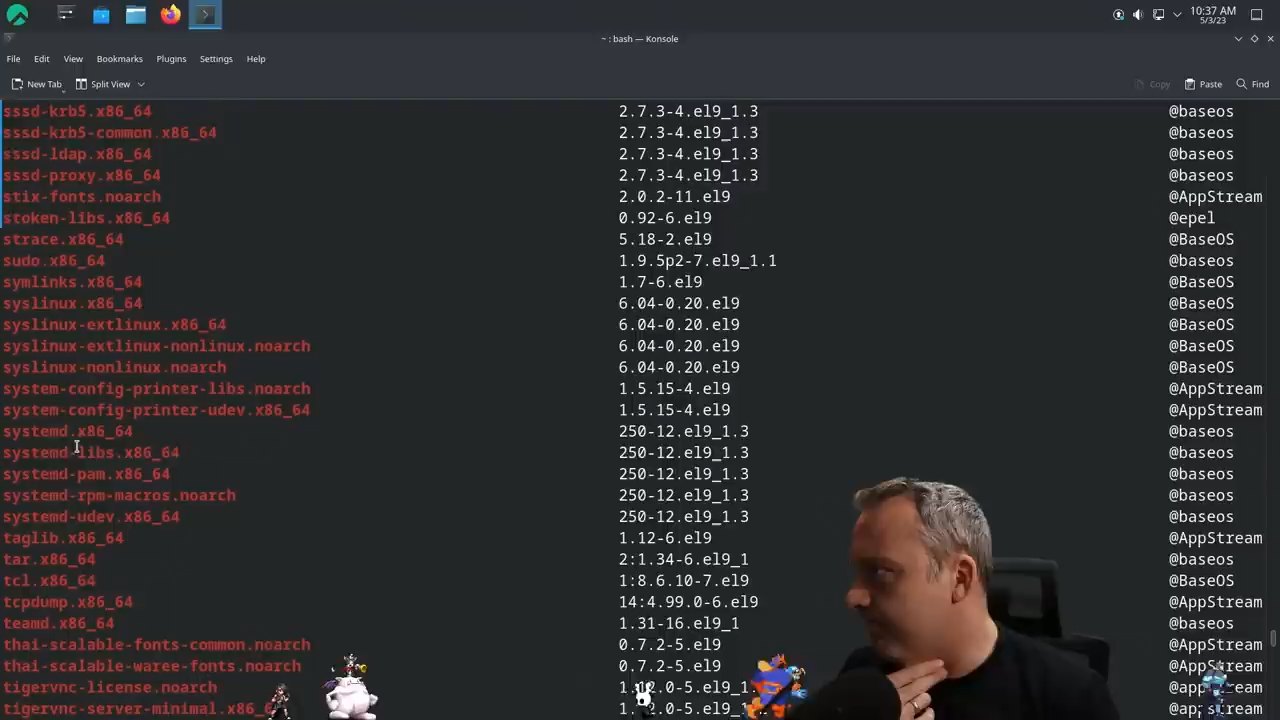 10:37 AM
5/3/23
~ : bash — Konsole
File Edit View Bookmarks Plugins Settings Help
New Tab Split View Copy Paste Find
sssd-krb5.x86_64 2.7.3-4.el9_1.3 @baseos
sssd-krb5-common.x86_64 2.7.3-4.el9_1.3 @baseos
sssd-ldap.x86_64 2.7.3-4.el9_1.3 @baseos
sssd-proxy.x86_64 2.7.3-4.el9_1.3 @baseos
stix-fonts.noarch 2.0.2-11.el9 @AppStream
stoken-libs.x86_64 0.92-6.el9 @epel
strace.x86_64 5.18-2.el9 @BaseOS
sudo.x86_64 1.9.5p2-7.el9_1.1 @BaseOS
symlinks.x86_64 1.7-6.el9 @BaseOS
syslinux.x86_64 6.04-0.20.el9 @BaseOS
syslinux-extlinux.x86_64 6.04-0.20.el9 @BaseOS
syslinux-extlinux-nonlinux.noarch 6.04-0.20.el9 @BaseOS
syslinux-nonlinux.noarch 6.04-0.20.el9 @BaseOS
system-config-printer-libs.noarch 1.5.15-4.el9 @AppStream
system-config-printer-udev.x86_64 1.5.15-4.el9 @AppStream
systemd.x86_64 250-12.el9_1.3 @baseos
systemd-libs.x86_64 250-12.el9_1.3 @baseos
systemd-pam.x86_64 250-12.el9_1.3 @baseos
systemd-rpm-macros.noarch 250-12.el9_1.3 @baseos
systemd-udev.x86_64 250-12.el9_1.3 @baseos
taglib.x86_64 1.12-6.el9 @AppStream
tar.x86_64 2:1.34-6.el9_1 @baseos
tcl.x86_64 1:8.6.10-7.el9 @BaseOS
tcpdump.x86_64 14:4.99.0-6.el9 @AppStream
teamd.x86_64 1.31-16.el9_1 @baseos
thai-scalable-fonts-common.noarch 0.7.2-5.el9 @AppStream
thai-scalable-waree-fonts.noarch 0.7.2-5.el9 @AppStream
tigervnc-license.noarch
tigervnc-server-minimal.x86_6